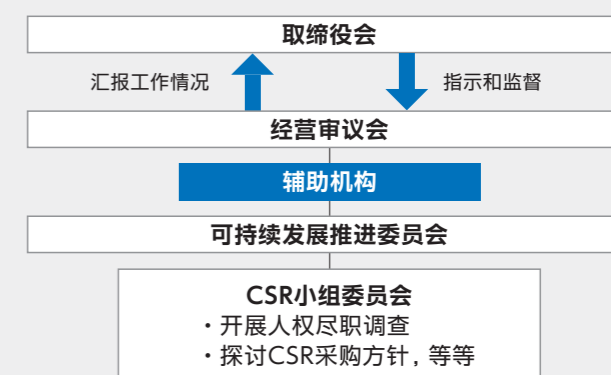 取缔役会
汇报工作情况
指示和监督
经营审议会
辅助机构
可持续发展推进委员会
CSR小组委员会
・开展人权尽职调查
・探讨CSR采购方针, 等等